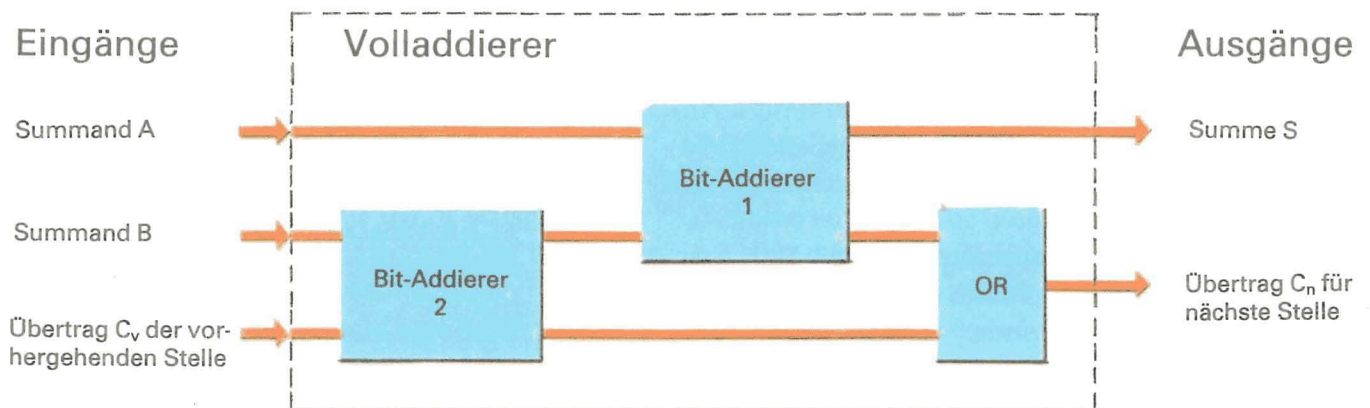 Eingänge
Volladdierer
Ausgänge
Summand A
Summe S
Bit-Addierer
1
Summand B
Bit-Addierer
2
OR
Übertrag Cᵥ der vor-
hergehenden Stelle
Übertrag Cₙ für
nächste Stelle